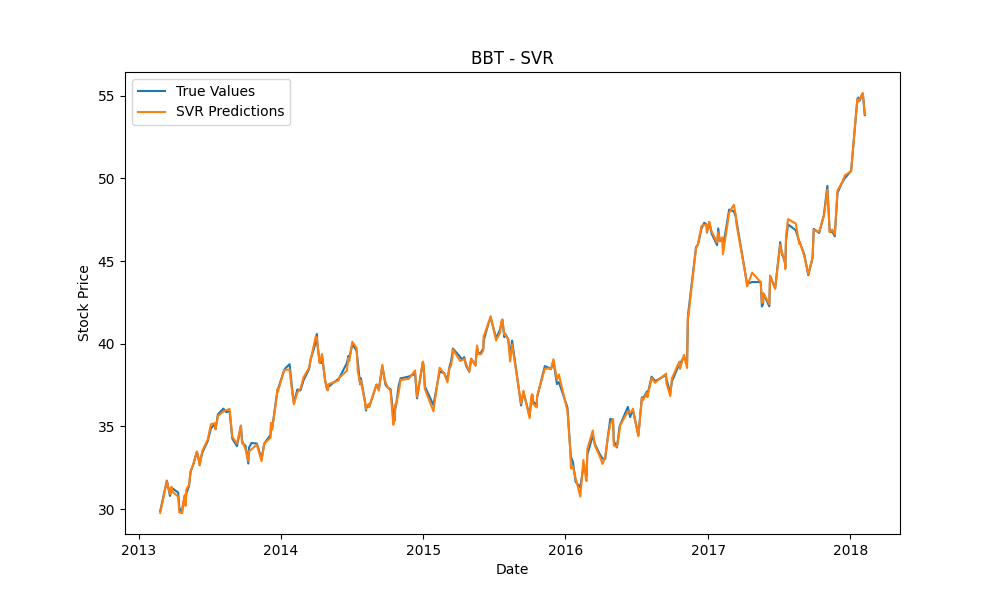 BBT - SVR
True Values
SVR Predictions
55
50
45
40
35
30
Stock Price
2013 2014 2015 2016 2017 2018
Date